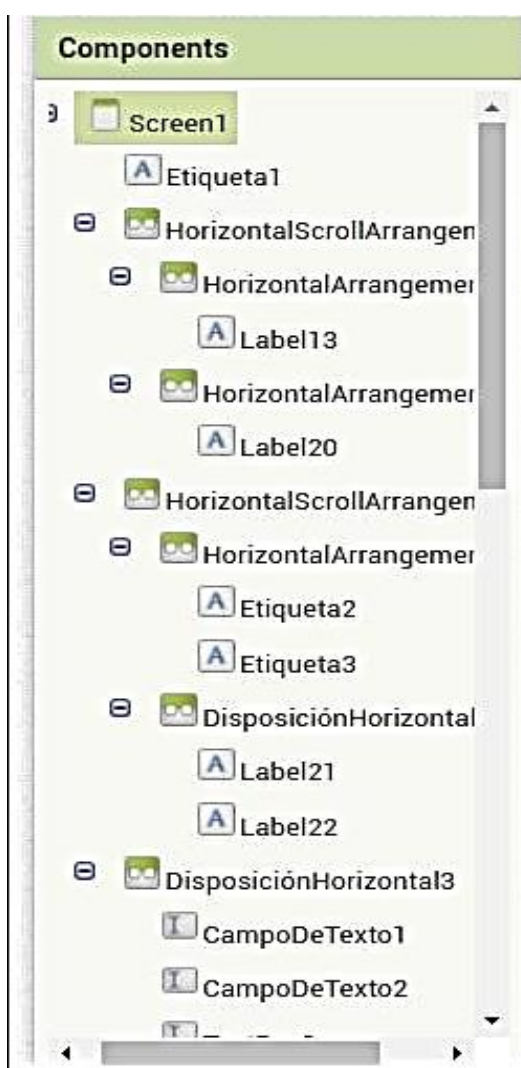 Components
Screen1
Etiqueta1
HorizontalScrollArrangen
HorizontalArrangemer
Label13
HorizontalArrangemer
Label20
HorizontalScrollArrangen
HorizontalArrangemer
Etiqueta2
Etiqueta3
DisposiciónHorizontal
Label21
Label22
DisposiciónHorizontal3
CampoDeTexto1
CampoDeTexto2